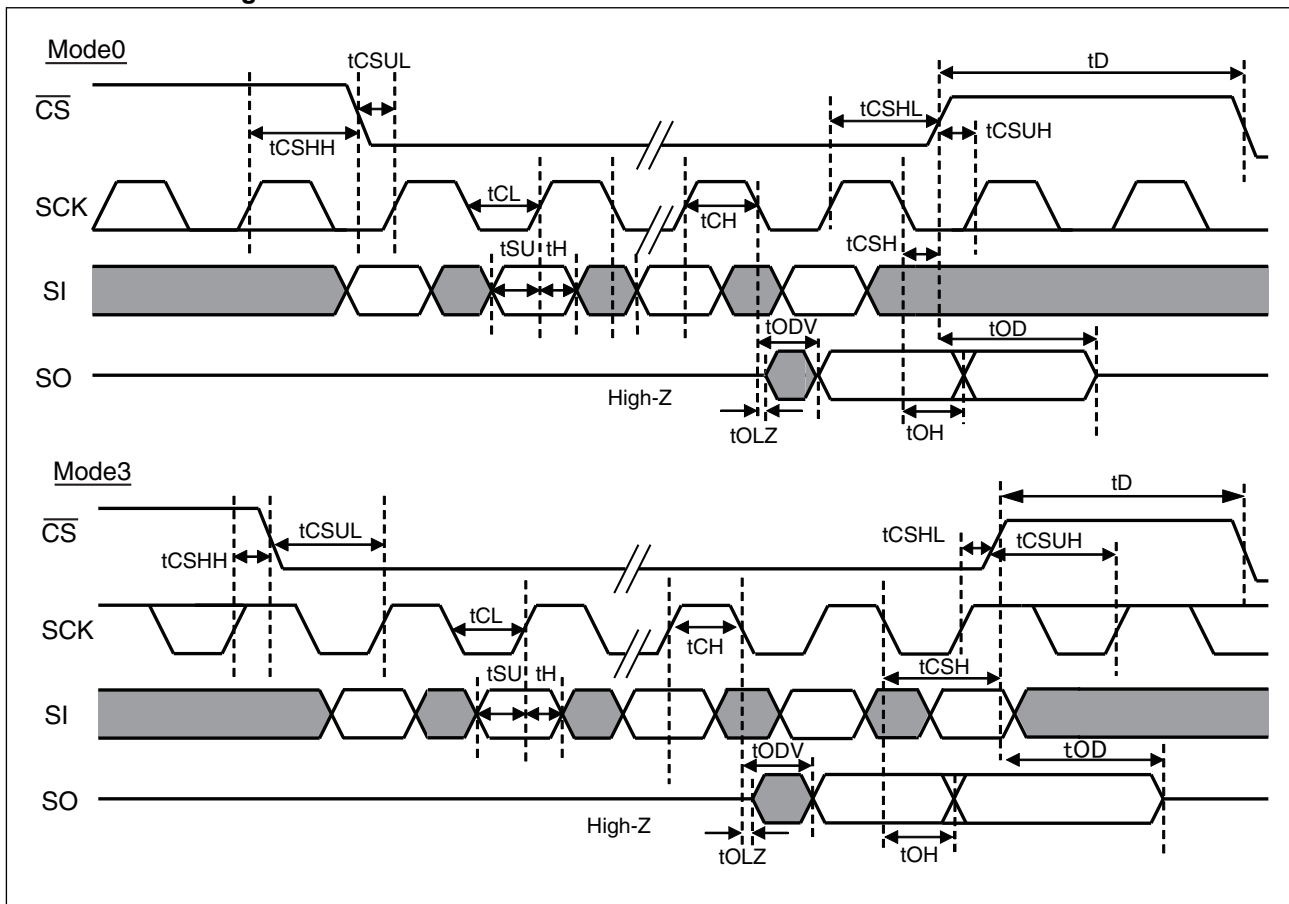 Mode0
tCSUL
tD
CS
tCSHL
tCSUH
tCSHH
SCK
tCL
tCH
tCSH
tSU tH
SI
tODV
tOD
SO
High-Z
tOLZ
tOH
Mode3
tD
CS
tCSUL
tCSHL
tCSUH
tCSHH
SCK
tCL
tCH
tCSH
tSU tH
SI
tODV
tOD
SO
High-Z
tOLZ
tOH